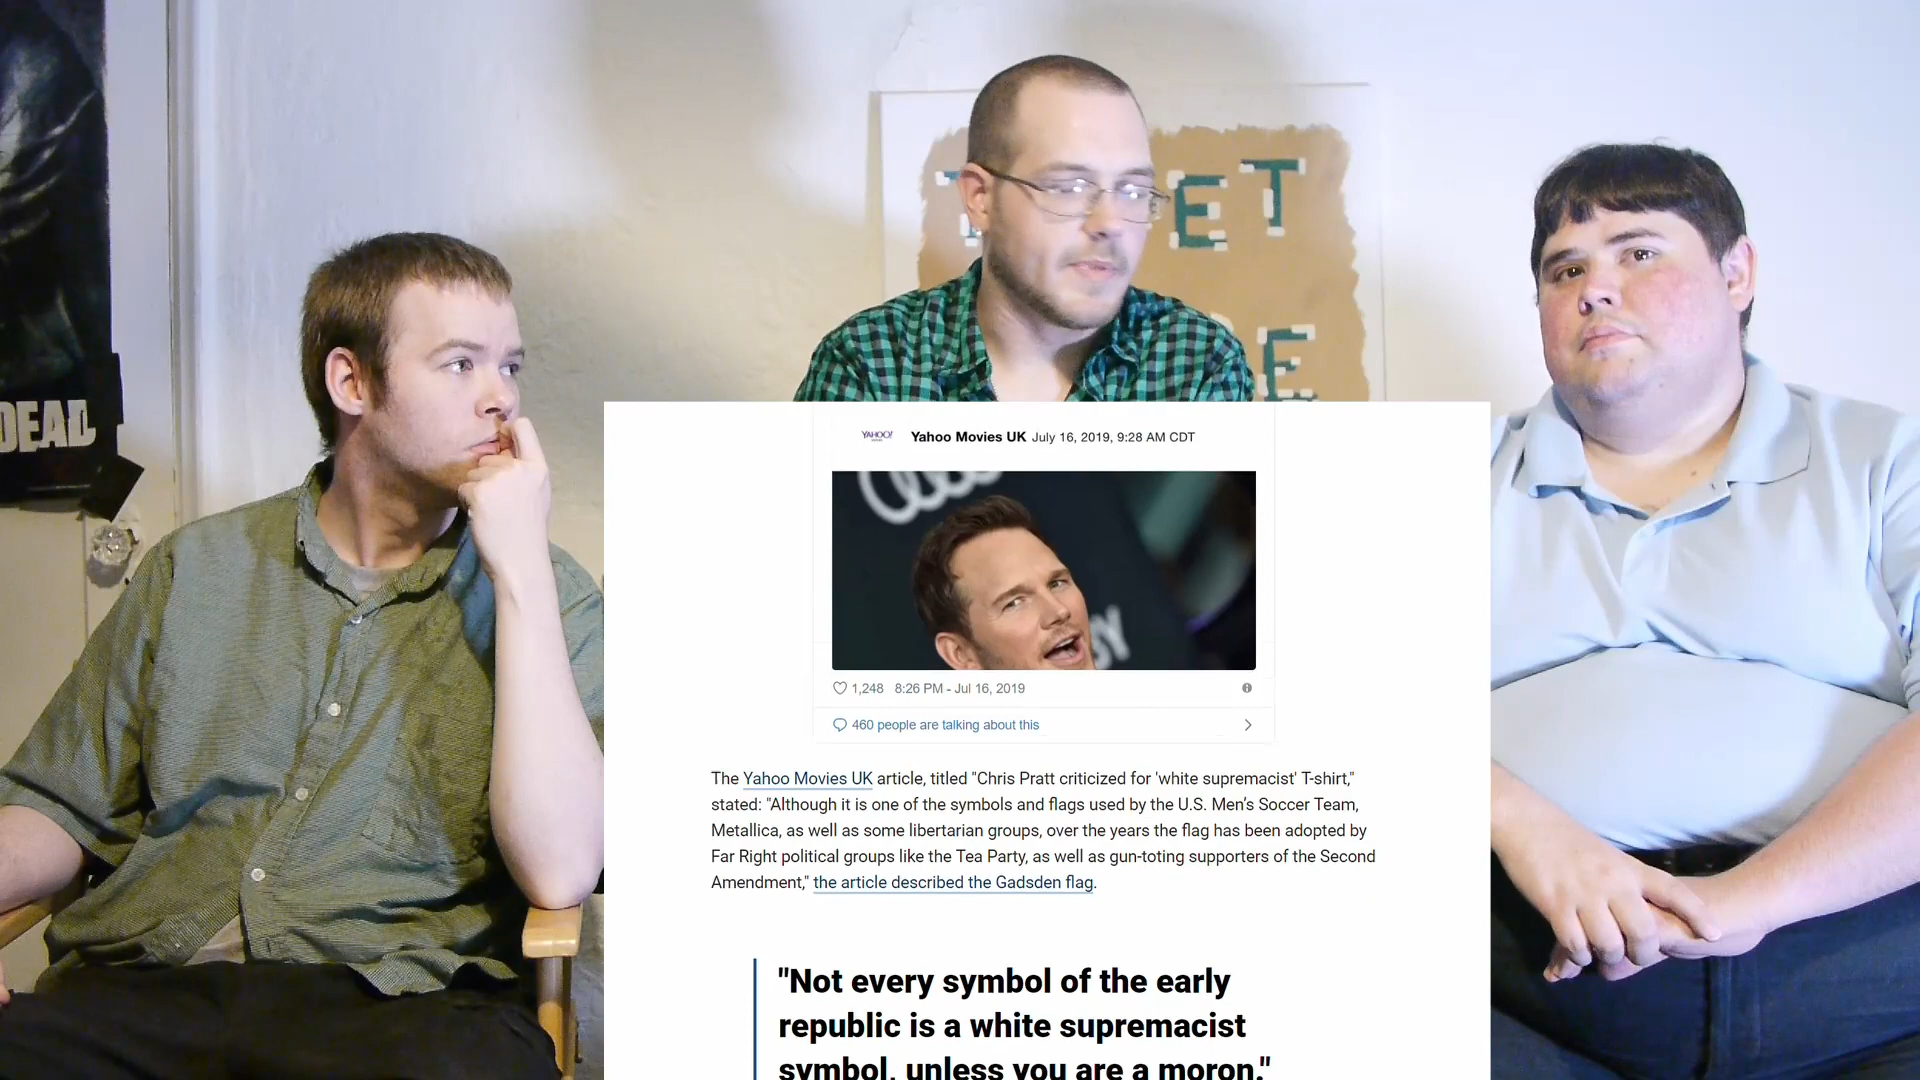 ET
E
DEAD
YAHOO!
Yahoo Movies UK July 16, 2019, 9:28 AM CDT
1,248 8:26 PM - Jul 16, 2019
460 people are talking about this
The Yahoo Movies UK article, titled "Chris Pratt criticized for 'white supremacist' T-shirt,"
stated: "Although it is one of the symbols and flags used by the U.S. Men’s Soccer Team,
Metallica, as well as some libertarian groups, over the years the flag has been adopted by
Far Right political groups like the Tea Party, as well as gun-toting supporters of the Second
Amendment," the article described the Gadsden flag.
"Not every symbol of the early
republic is a white supremacist
symbol, unless you are a moron."